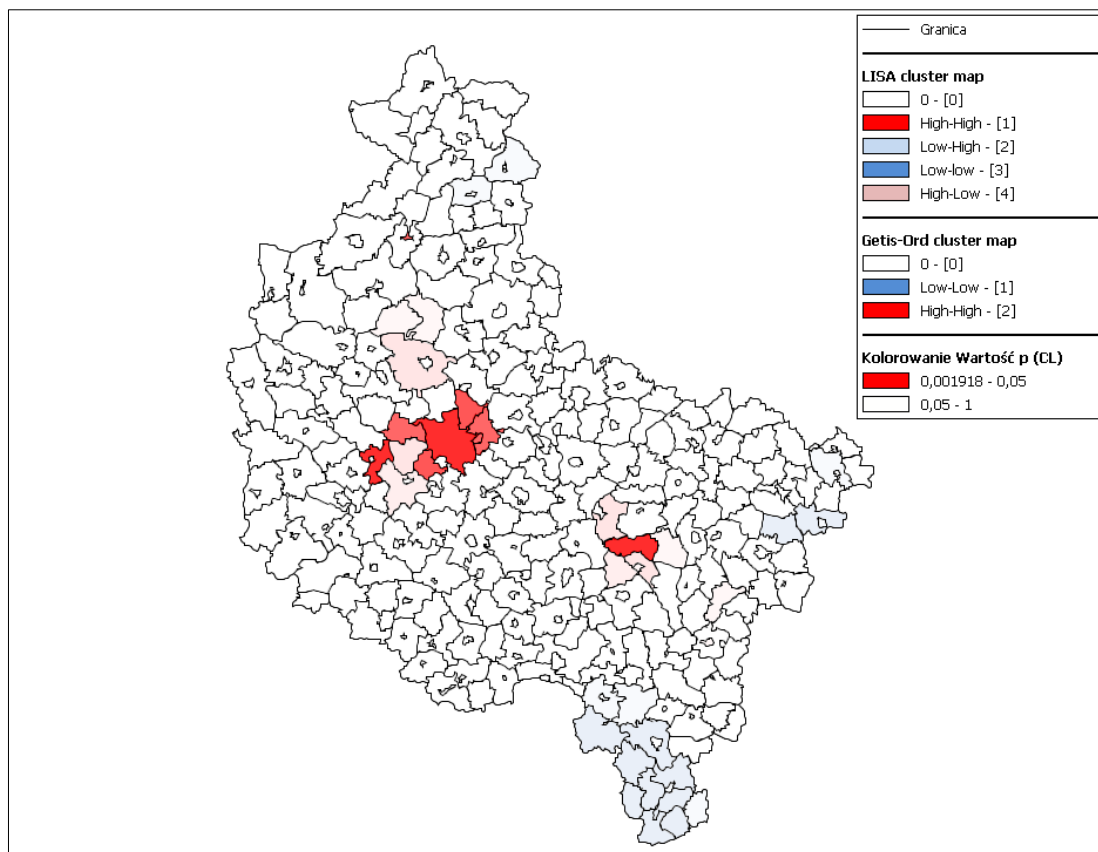 Granica
LISA cluster map
0 - [0]
High-High - [1]
Low-High - [2]
Low-low - [3]
High-Low - [4]
Getis-Ord cluster map
0 - [0]
Low-Low - [1]
High-High - [2]
Kolorowanie Wartość p (CL)
0,001918 - 0,05
0,05 - 1